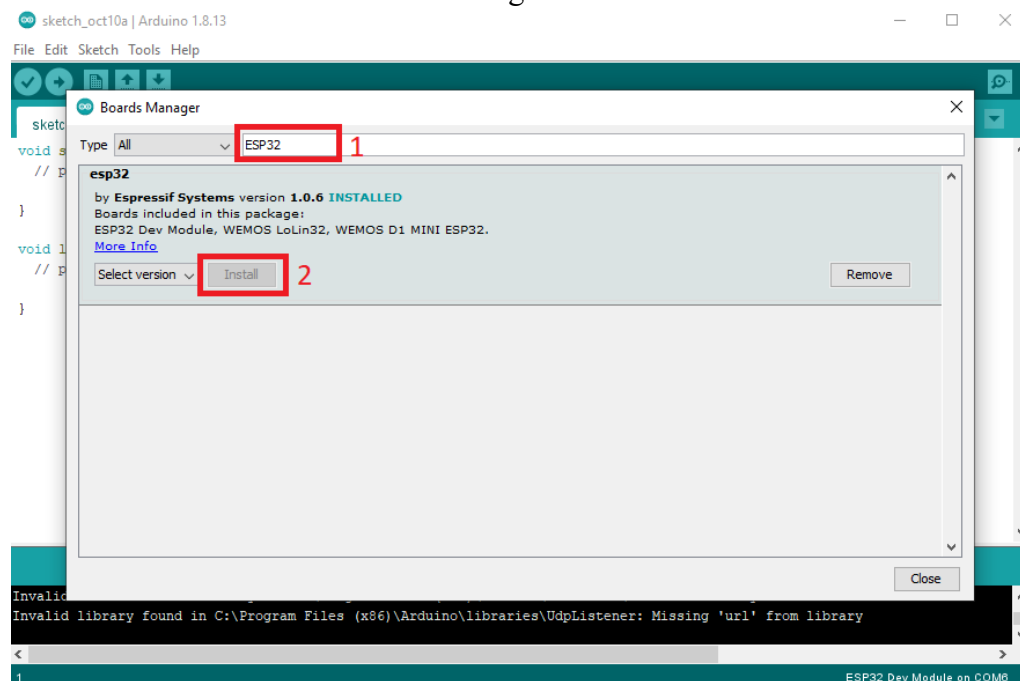 sketch_oct10a | Arduino 1.8.13
File Edit Sketch Tools Help
Boards Manager
sketc
Type All ESP32 1
void s
// p
}
void l
// p
}
esp32
by Espressif Systems version 1.0.6 INSTALLED
Boards included in this package:
ESP32 Dev Module, WEMOS LoLin32, WEMOS D1 MINI ESP32.
More Info
Select version Install 2 Remove
Close
Invalid library found in C:\Program Files (x86)\Arduino\libraries\UdpListener: Missing 'url' from library
1 ESP32 Dev Module on COM6